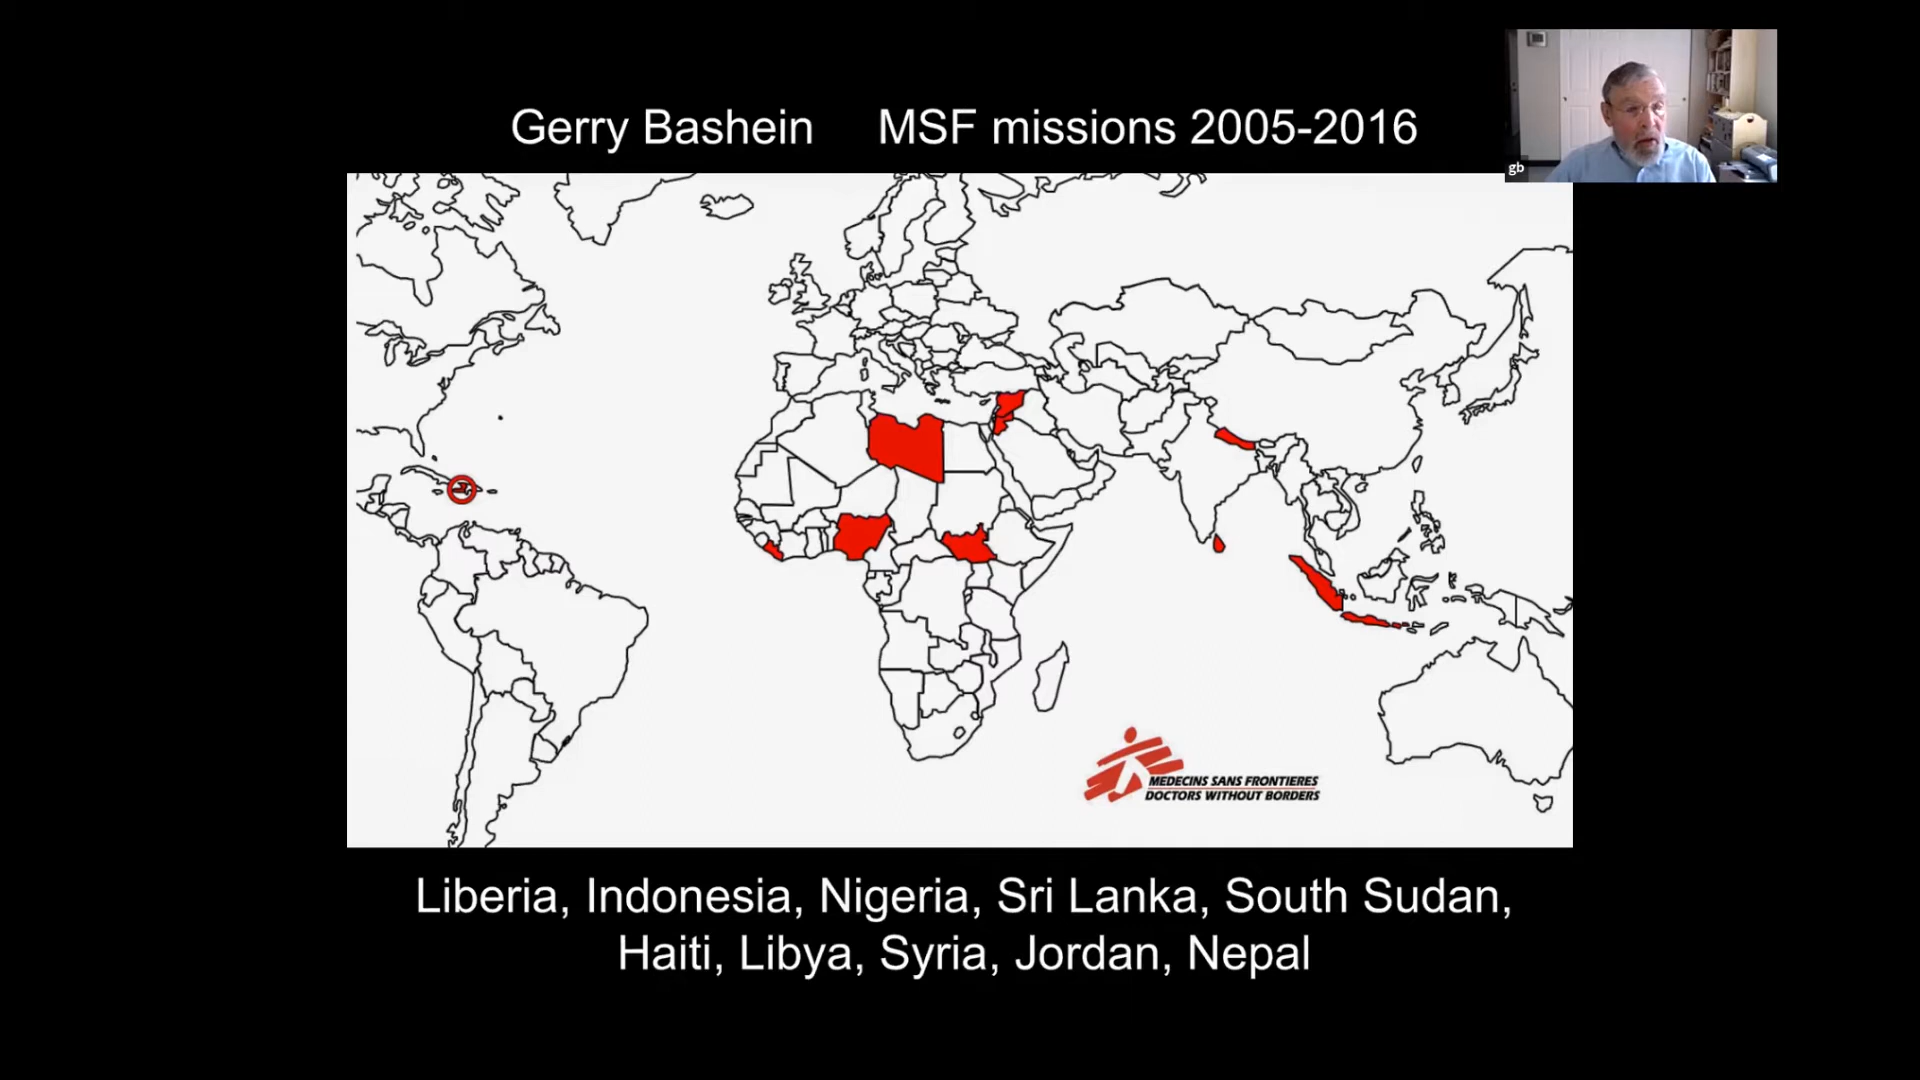 Gerry Bashein MSF missions 2005-2016
gb
MEDECINS SANS FRONTIERES
DOCTORS WITHOUT BORDERS
Liberia, Indonesia, Nigeria, Sri Lanka, South Sudan,
Haiti, Libya, Syria, Jordan, Nepal